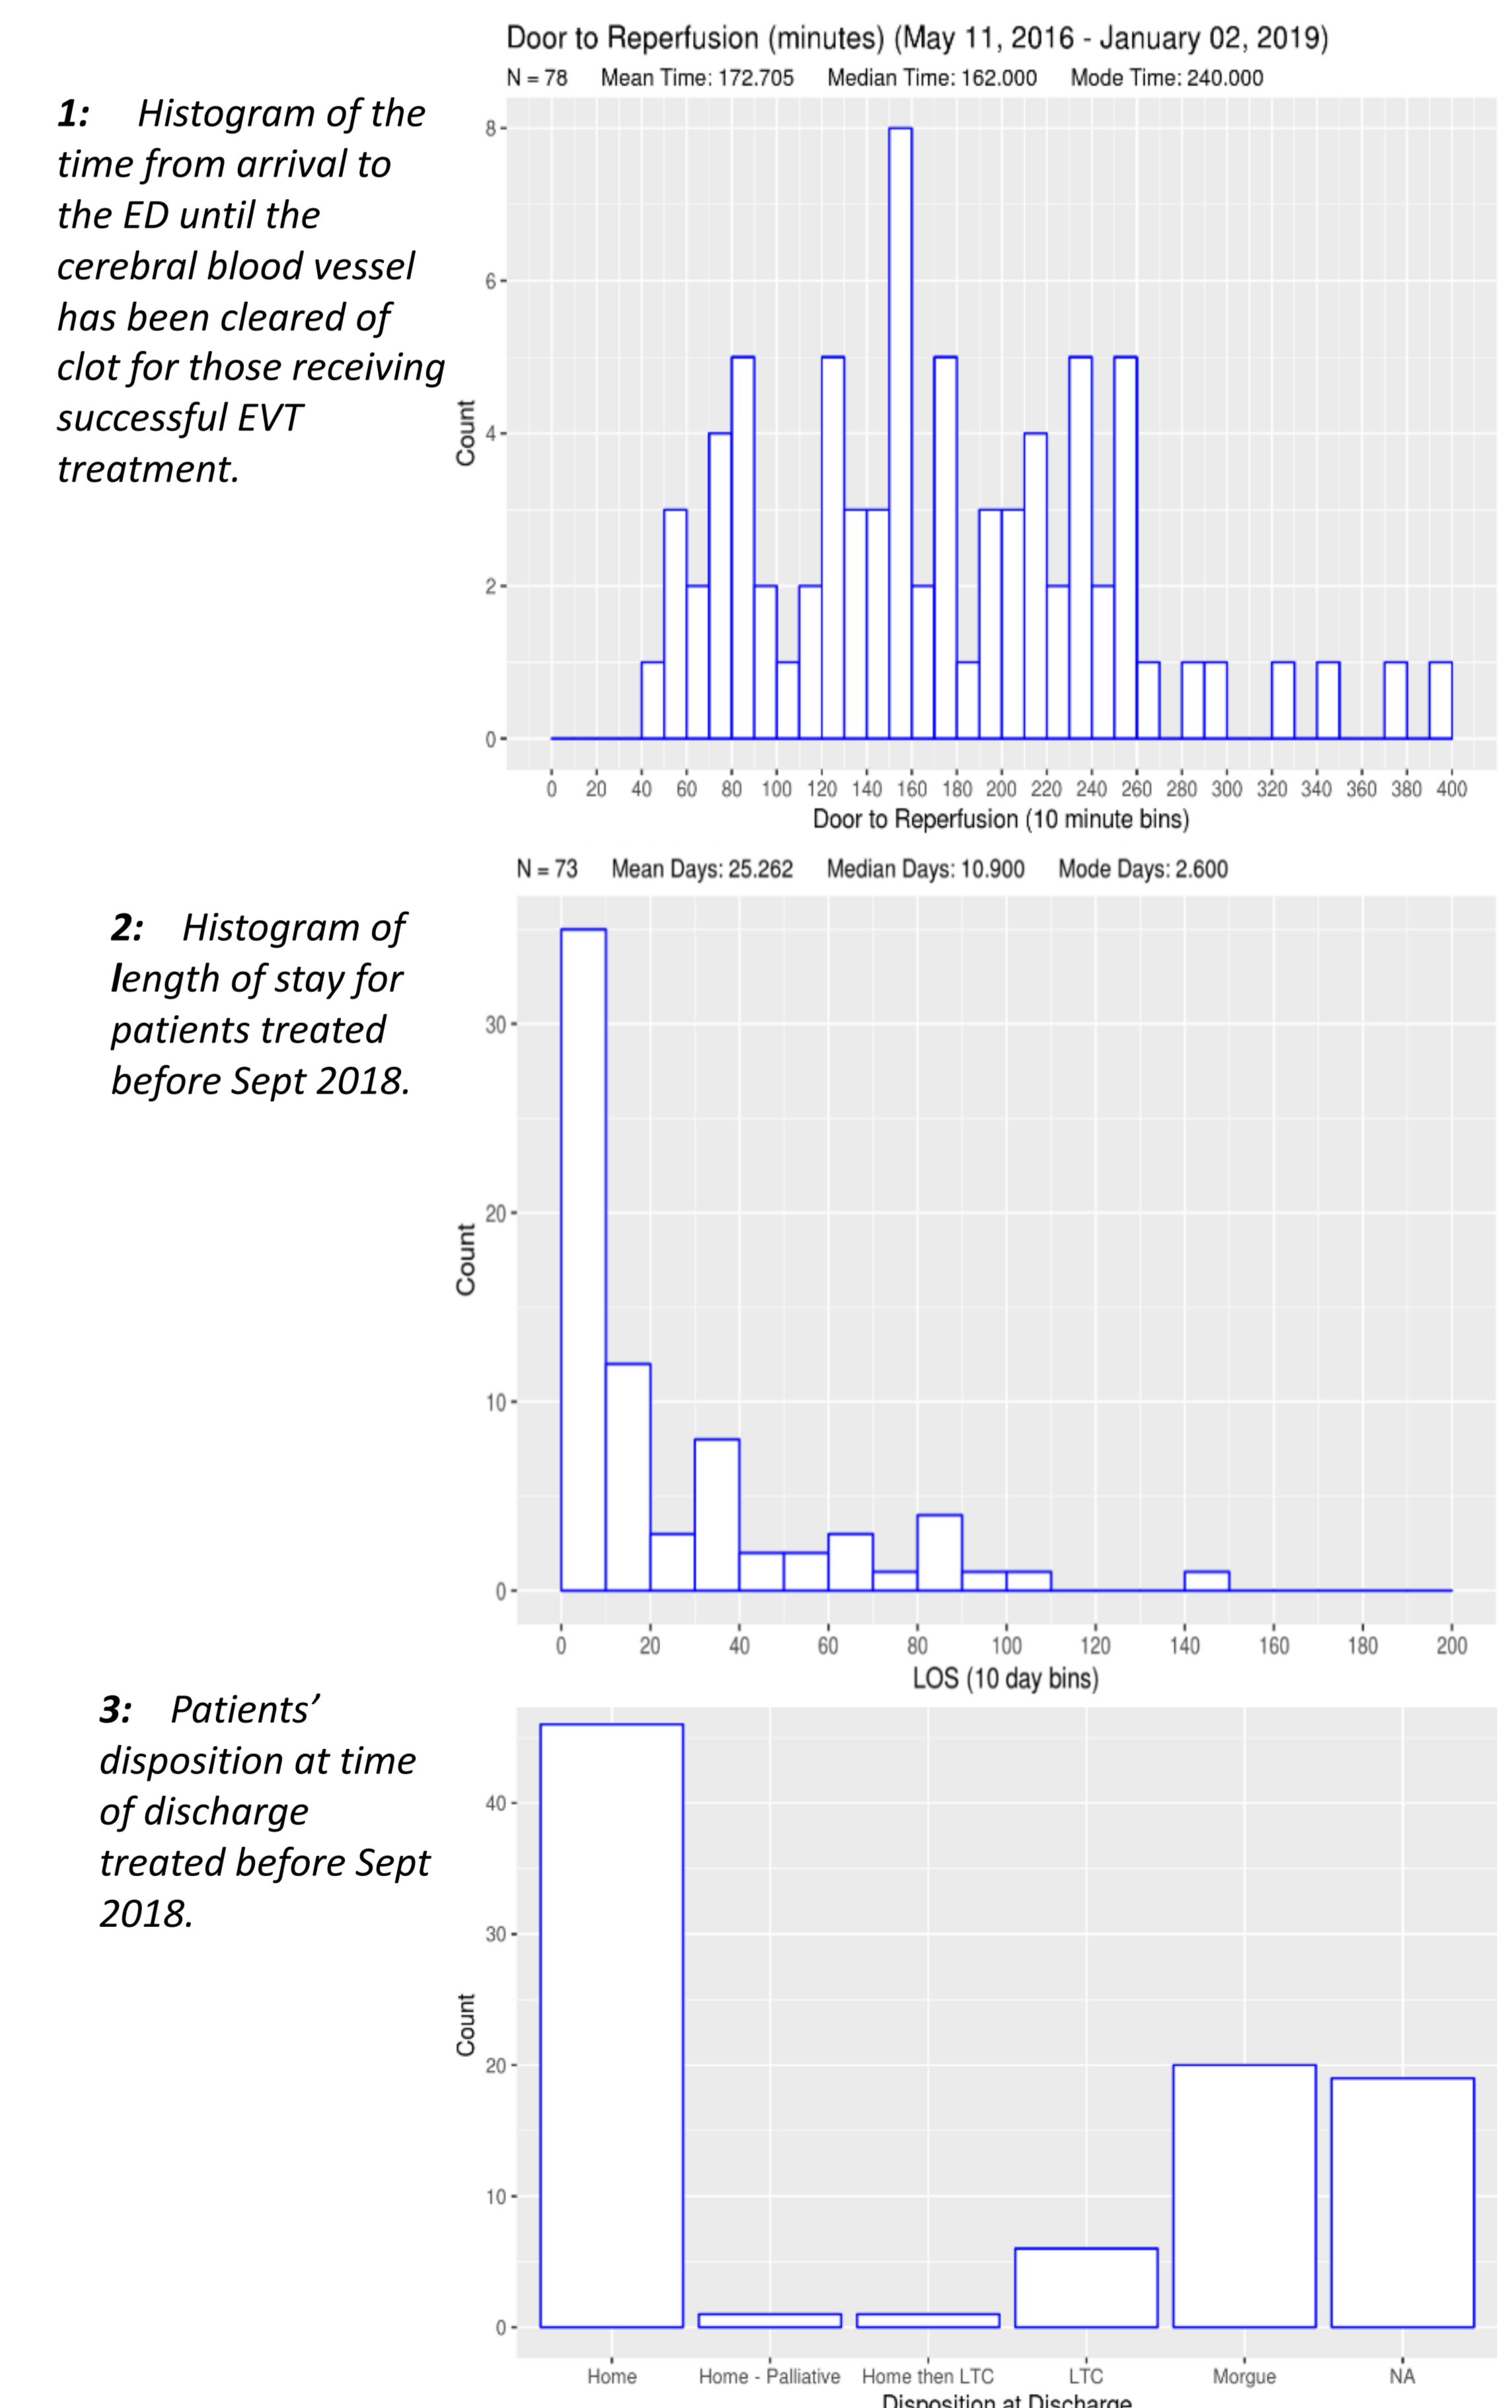 Door to Reperfusion (minutes) (May 11, 2016 - January 02, 2019)
N = 78 Mean Time: 172.705 Median Time: 162.000 Mode Time: 240.000
1: Histogram of the
time from arrival to
the ED until the
cerebral blood vessel
has been cleared of
clot for those receiving
successful EVT
treatment.
Count
8
6
4
2
0
0 20 40 60 80 100 120 140 160 180 200 220 240 260 280 300 320 340 360 380 400
Door to Reperfusion (10 minute bins)
N = 73 Mean Days: 25.262 Median Days: 10.900 Mode Days: 2.600
2: Histogram of
length of stay for
patients treated
before Sept 2018.
Count
30
20
10
0
0 20 40 60 80 100 120 140 160 180 200
LOS (10 day bins)
3: Patients’
disposition at time
of discharge
treated before Sept
2018.
Count
40
30
20
10
0
Home Home - Palliative Home then LTC LTC Morgue NA
Disposition at Discharge